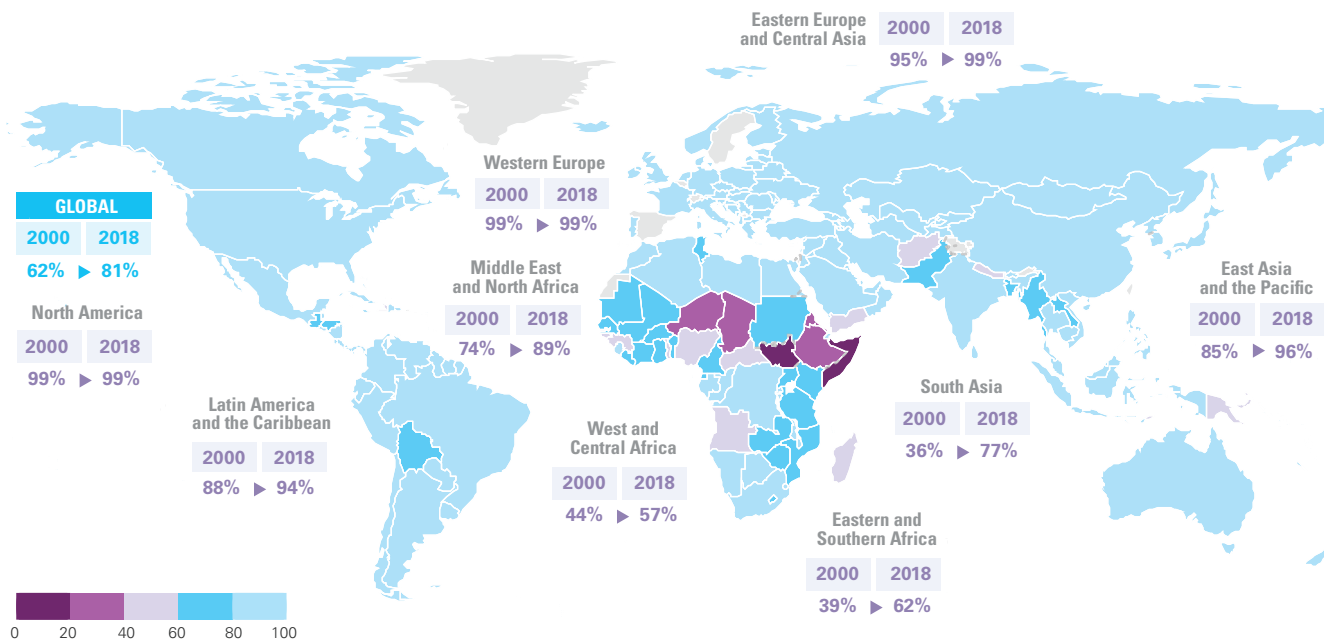 Eastern Europe
and Central Asia
2000 2018
95% ▶ 99%
Western Europe
2000 2018
99% ▶ 99%
GLOBAL
2000 2018
62% ▶ 81%
North America
2000 2018
99% ▶ 99%
Middle East
and North Africa
2000 2018
74% ▶ 89%
East Asia
and the Pacific
2000 2018
85% ▶ 96%
South Asia
2000 2018
36% ▶ 77%
Latin America
and the Caribbean
2000 2018
88% ▶ 94%
West and
Central Africa
2000 2018
44% ▶ 57%
Eastern and
Southern Africa
2000 2018
39% ▶ 62%
0 20 40 60 80 100